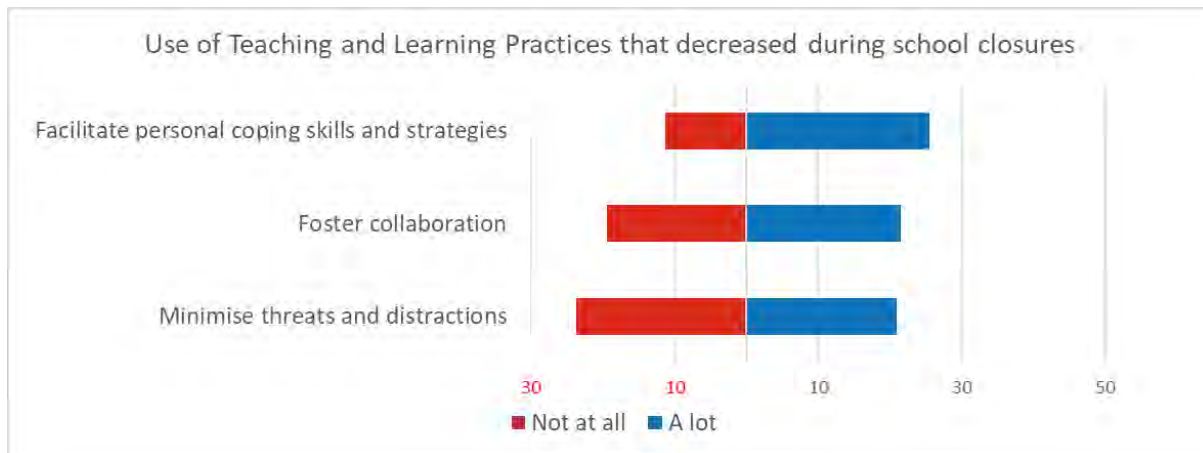 Use of Teaching and Learning Practices that decreased during school closures
Facilitate personal coping skills and strategies
Foster collaboration
Minimise threats and distractions
30 10 10 30 50
Not at all A lot